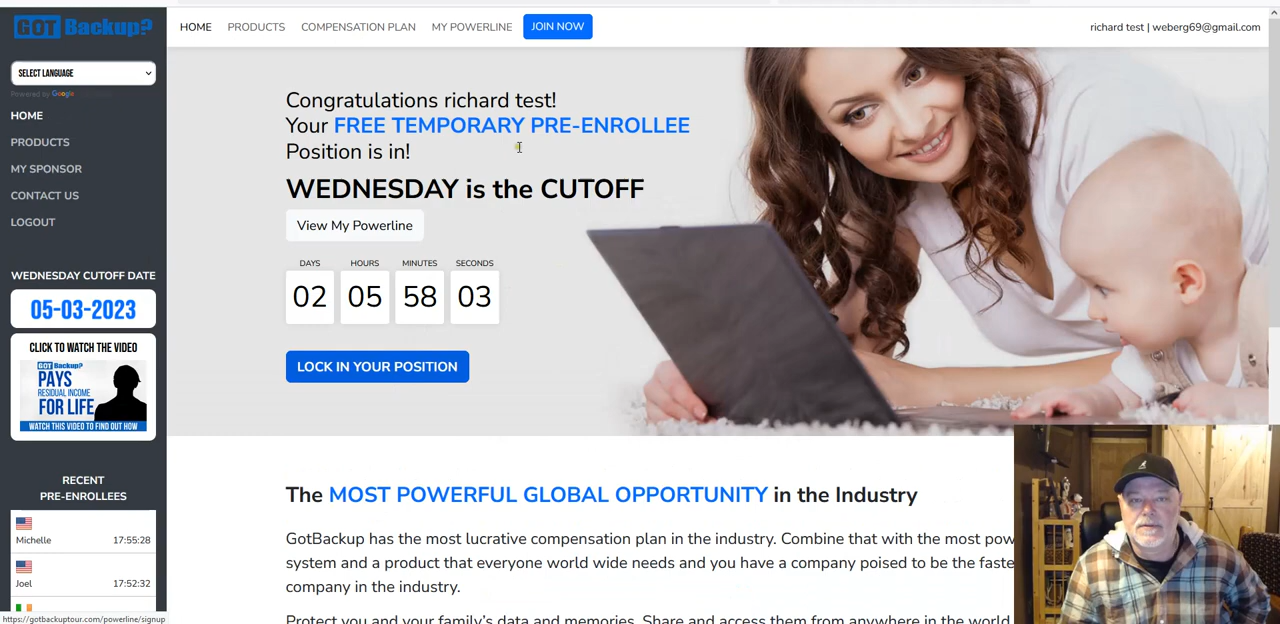 GOT Backup?
HOME
PRODUCTS
COMPENSATION PLAN
MY POWERLINE
JOIN NOW
richard test | weberg69@gmail.com
SELECT LANGUAGE
Powered by Google
HOME
PRODUCTS
MY SPONSOR
CONTACT US
LOGOUT
WEDNESDAY CUTOFF DATE
05-03-2023
CLICK TO WATCH THE VIDEO
GOT Backup?
PAYS
RESIDUAL INCOME
FOR LIFE
WATCH THIS VIDEO TO FIND OUT HOW
RECENT
PRE-ENROLLEES
Michelle 17:55:28
Joel 17:52:32
https://gotbackuptour.com/powerline/signup
Congratulations richard test!
Your FREE TEMPORARY PRE-ENROLLEE
Position is in!
WEDNESDAY is the CUTOFF
View My Powerline
DAYS HOURS MINUTES SECONDS
02 05 58 03
LOCK IN YOUR POSITION
The MOST POWERFUL GLOBAL OPPORTUNITY in the Industry
GotBackup has the most lucrative compensation plan in the industry. Combine that with the most pow
system and a product that everyone world wide needs and you have a company poised to be the faste
company in the industry.
Protect you and your family's data and memories. Share and access them from anywhere in the world